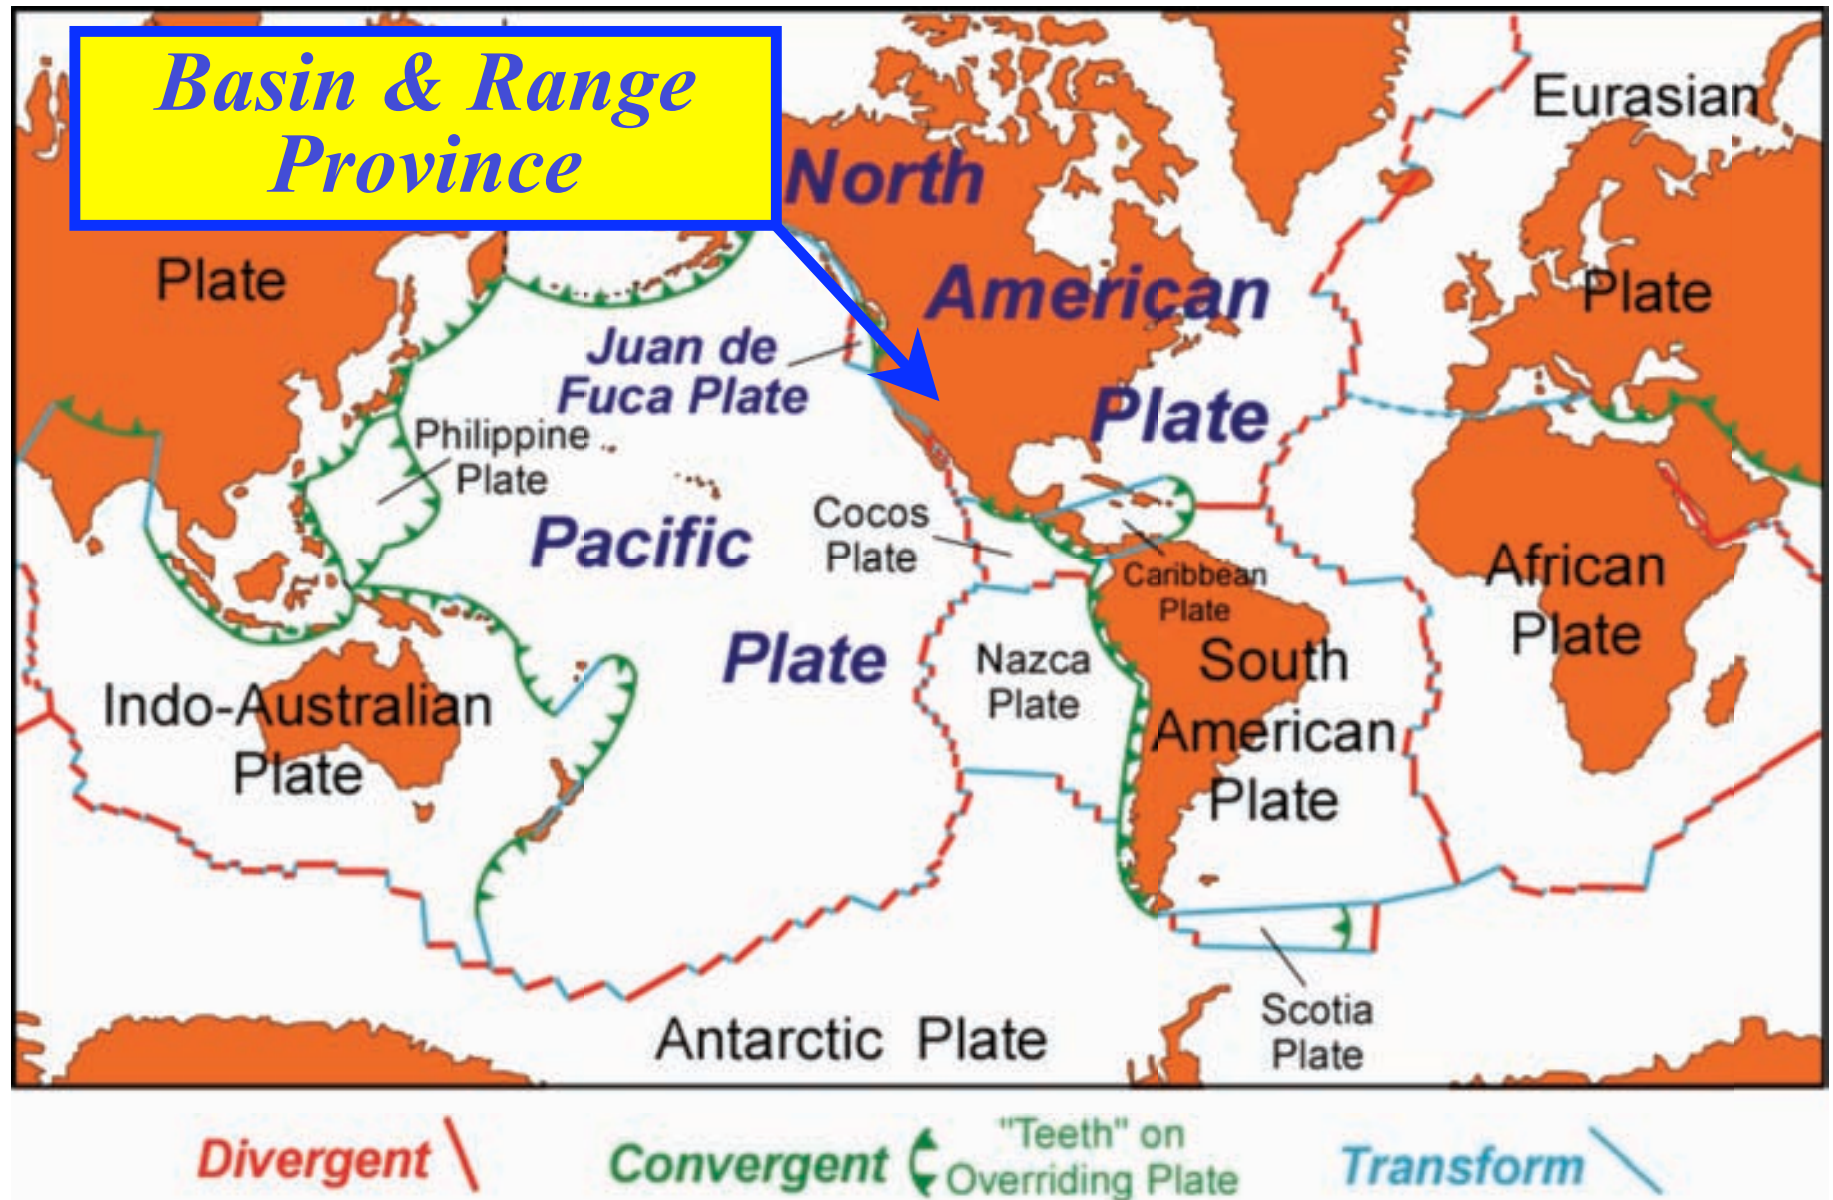 Basin & Range
Province
Eurasian
North
Plate
American
Plate
Juan de
Fuca Plate
Plate
Philippine
Plate
Cocos
Plate
Pacific
Caribbean
Plate
African
Plate
Plate
Nazca
Plate
South
American
Plate
Indo-Australian
Plate
Scotia
Plate
Antarctic Plate
Divergent
Convergent
"Teeth" on
Overriding Plate
Transform